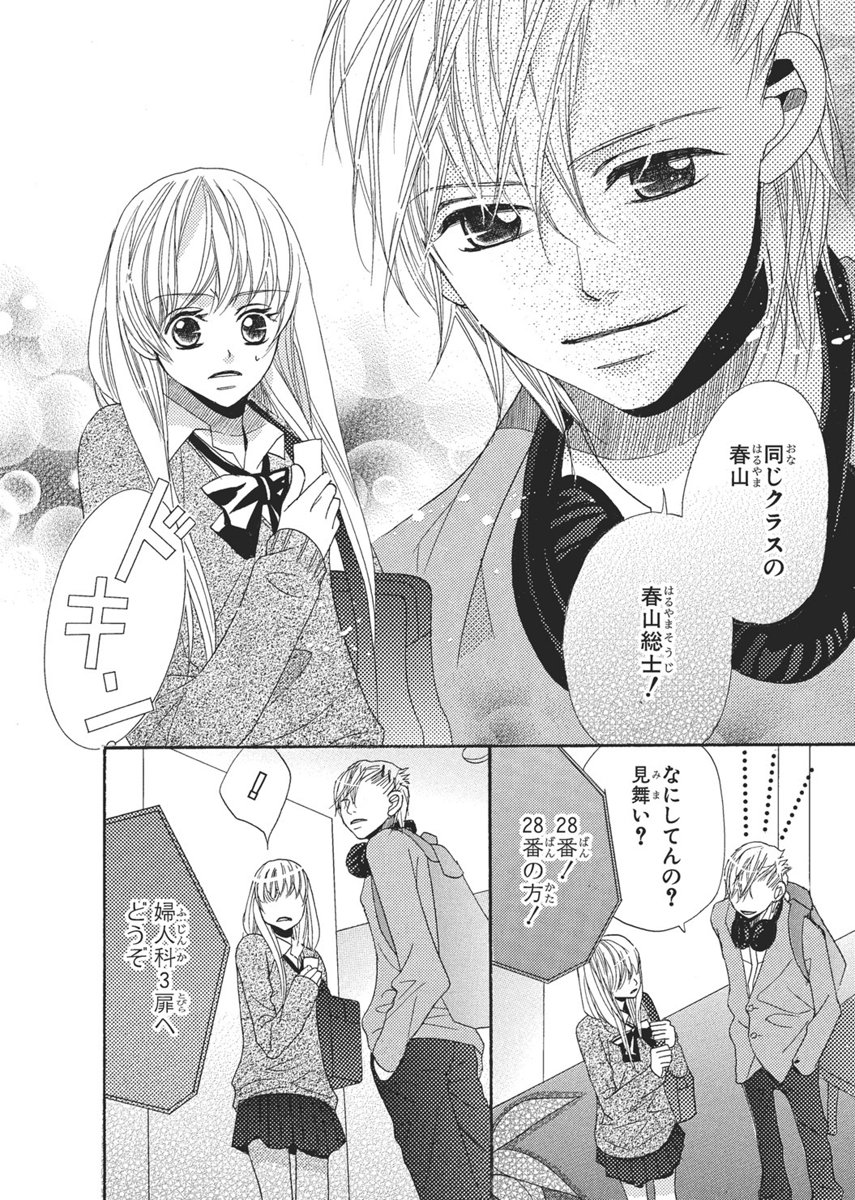 同じクラスの
春山
春山総士!
ドキン
なにしてんの?
見舞い?
28番!
28番の方!
!
婦人科3扉へ
どうぞ